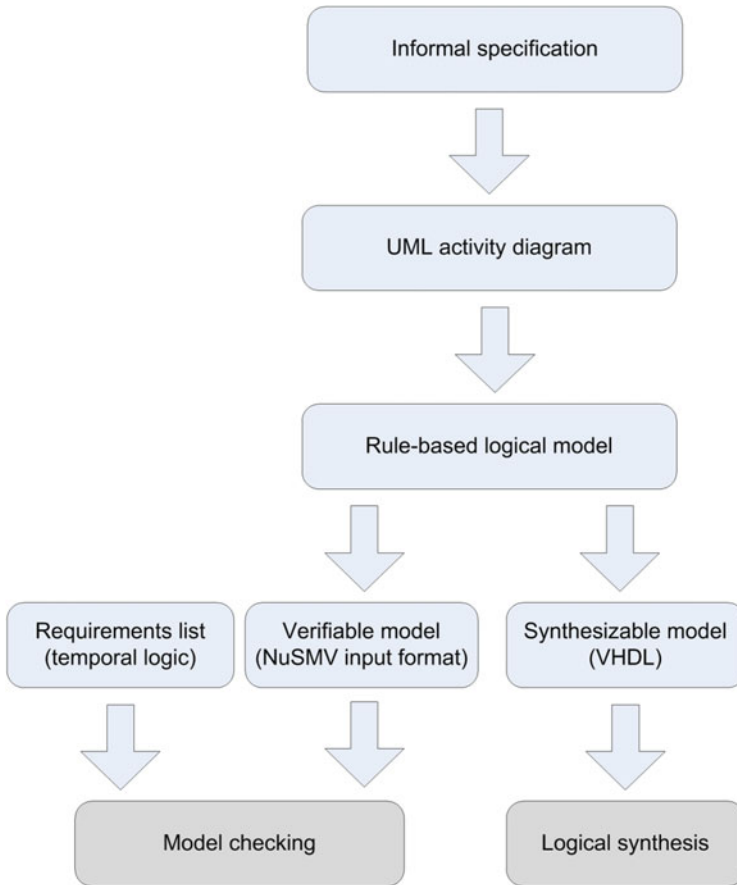 Informal specification
UML activity diagram
Rule-based logical model
Requirements list
(temporal logic)
Verifiable model
(NuSMV input format)
Synthesizable model
(VHDL)
Model checking
Logical synthesis